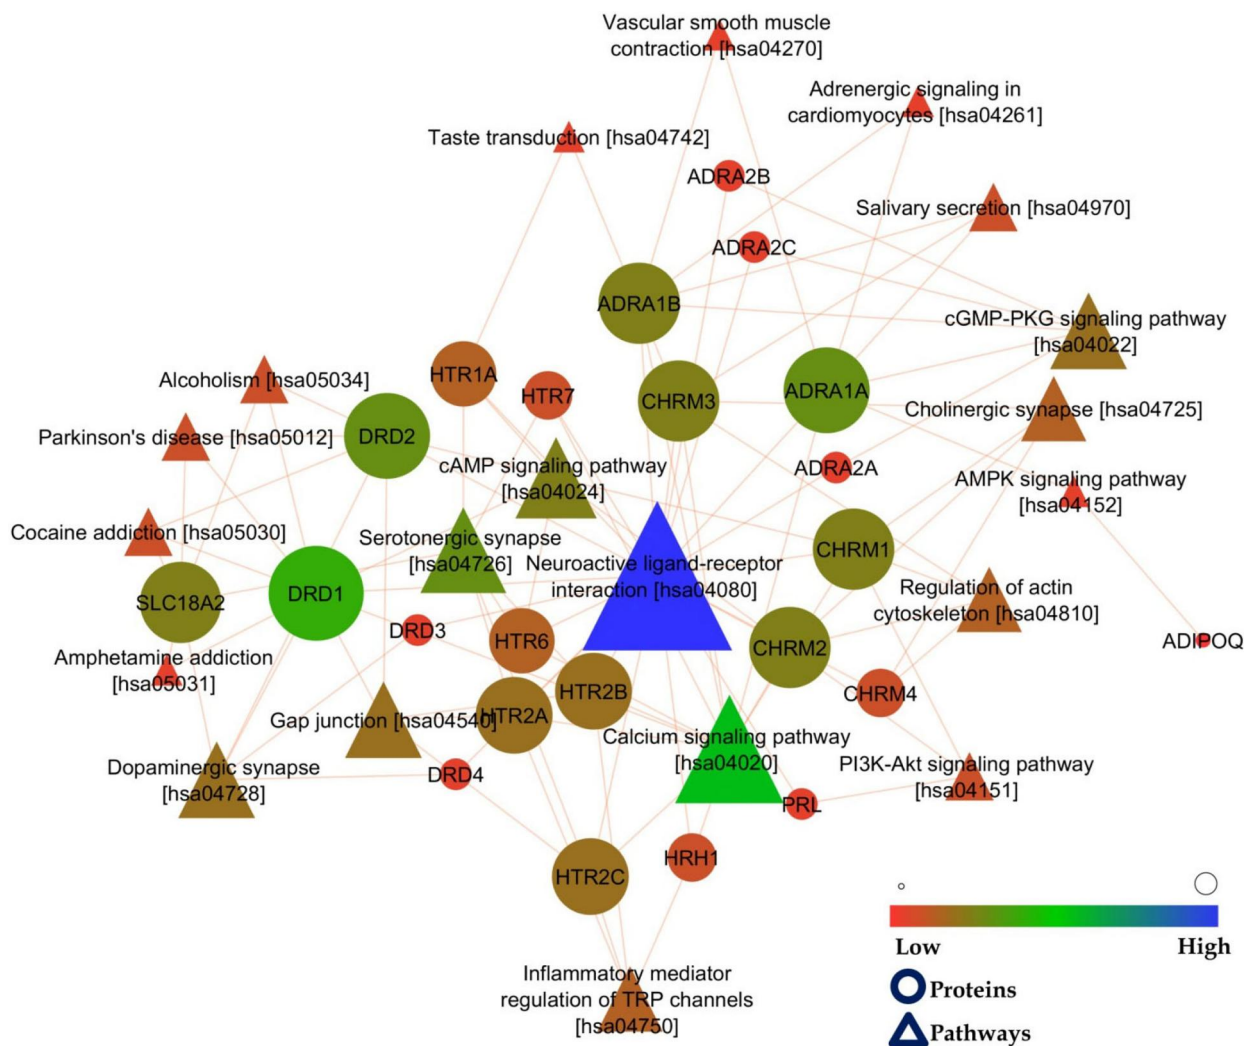 Vascular smooth muscle
contraction [hsa04270]
Adrenergic signaling in
cardiomyocytes [hsa04261]
Taste transduction [hsa04742]
ADRA2B
Salivary secretion [hsa04970]
ADRA2C
ADRA1B
cGMP-PKG signaling pathway
[hsa04022]
Alcoholism [hsa05034]
HTR1A
HTR7
CHRM3
ADRA1A
Cholinergic synapse [hsa04725]
Parkinson's disease [hsa05012]
DRD2
cAMP signaling pathway
[hsa04024]
ADRA2A
AMPK signaling pathway
[hsa04152]
Cocaine addiction [hsa05030]
Serotonergic synapse
[hsa04726]
Neuroactive ligand-receptor
interaction [hsa04080]
CHRM1
SLC18A2
DRD1
Regulation of actin
cytoskeleton [hsa04810]
DRD3
HTR6
CHRM2
ADIPOQ
Amphetamine addiction
[hsa05031]
HTR2B
CHRM4
Gap junction [hsa04540]
HTR2A
Calcium signaling pathway
[hsa04020]
Dopaminergic synapse
[hsa04728]
DRD4
PI3K-Akt signaling pathway
[hsa04151]
PRL
HRH1
HTR2C
Low
High
Inflammatory mediator
regulation of TRP channels
[hsa04750]
Proteins
Pathways